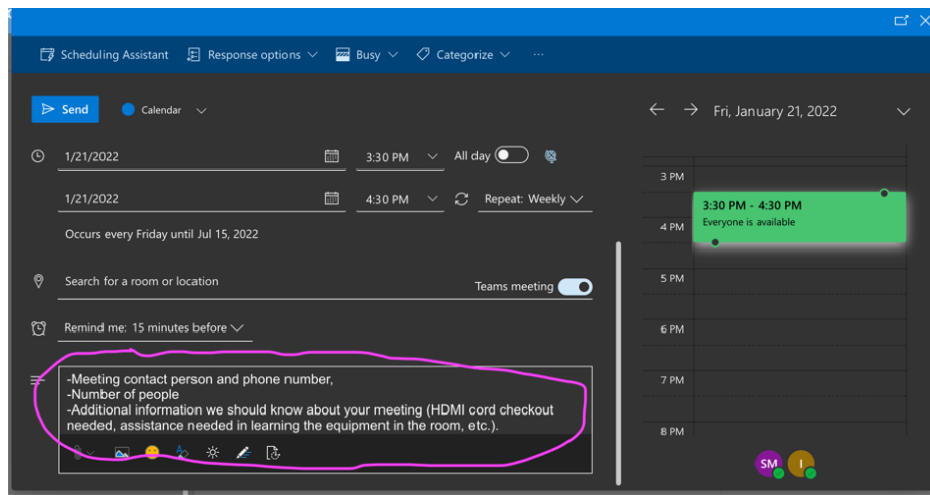 Scheduling Assistant Response options Busy Categorize ...
Send Calendar
Fri, January 21, 2022
1/21/2022 3:30 PM All day
1/21/2022 4:30 PM Repeat: Weekly
Occurs every Friday until Jul 15, 2022
Search for a room or location
Teams meeting
Remind me: 15 minutes before
-Meeting contact person and phone number,
-Number of people
-Additional information we should know about your meeting (HDMI cord checkout
needed, assistance needed in learning the equipment in the room, etc.).
3 PM
3:30 PM - 4:30 PM
4 PM Everyone is available
5 PM
6 PM
7 PM
8 PM
SM I